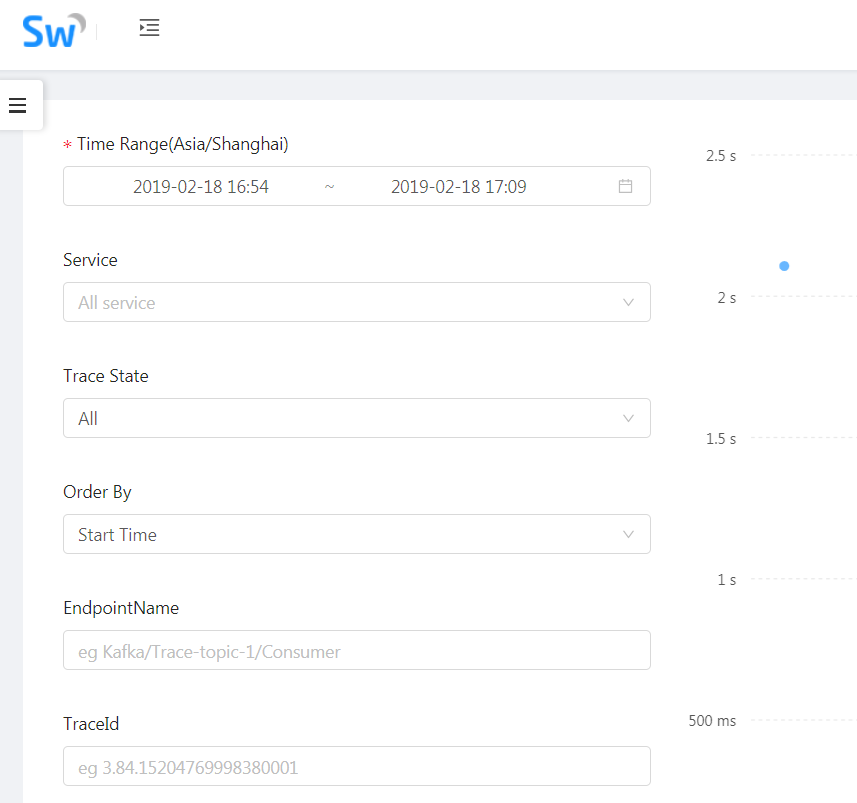 Sw
* Time Range(Asia/Shanghai)
2019-02-18 16:54 ~ 2019-02-18 17:09
Service
All service
Trace State
All
Order By
Start Time
EndpointName
eg Kafka/Trace-topic-1/Consumer
TraceId
eg 3.84.15204769998380001
2.5 s
2 s
1.5 s
1 s
500 ms